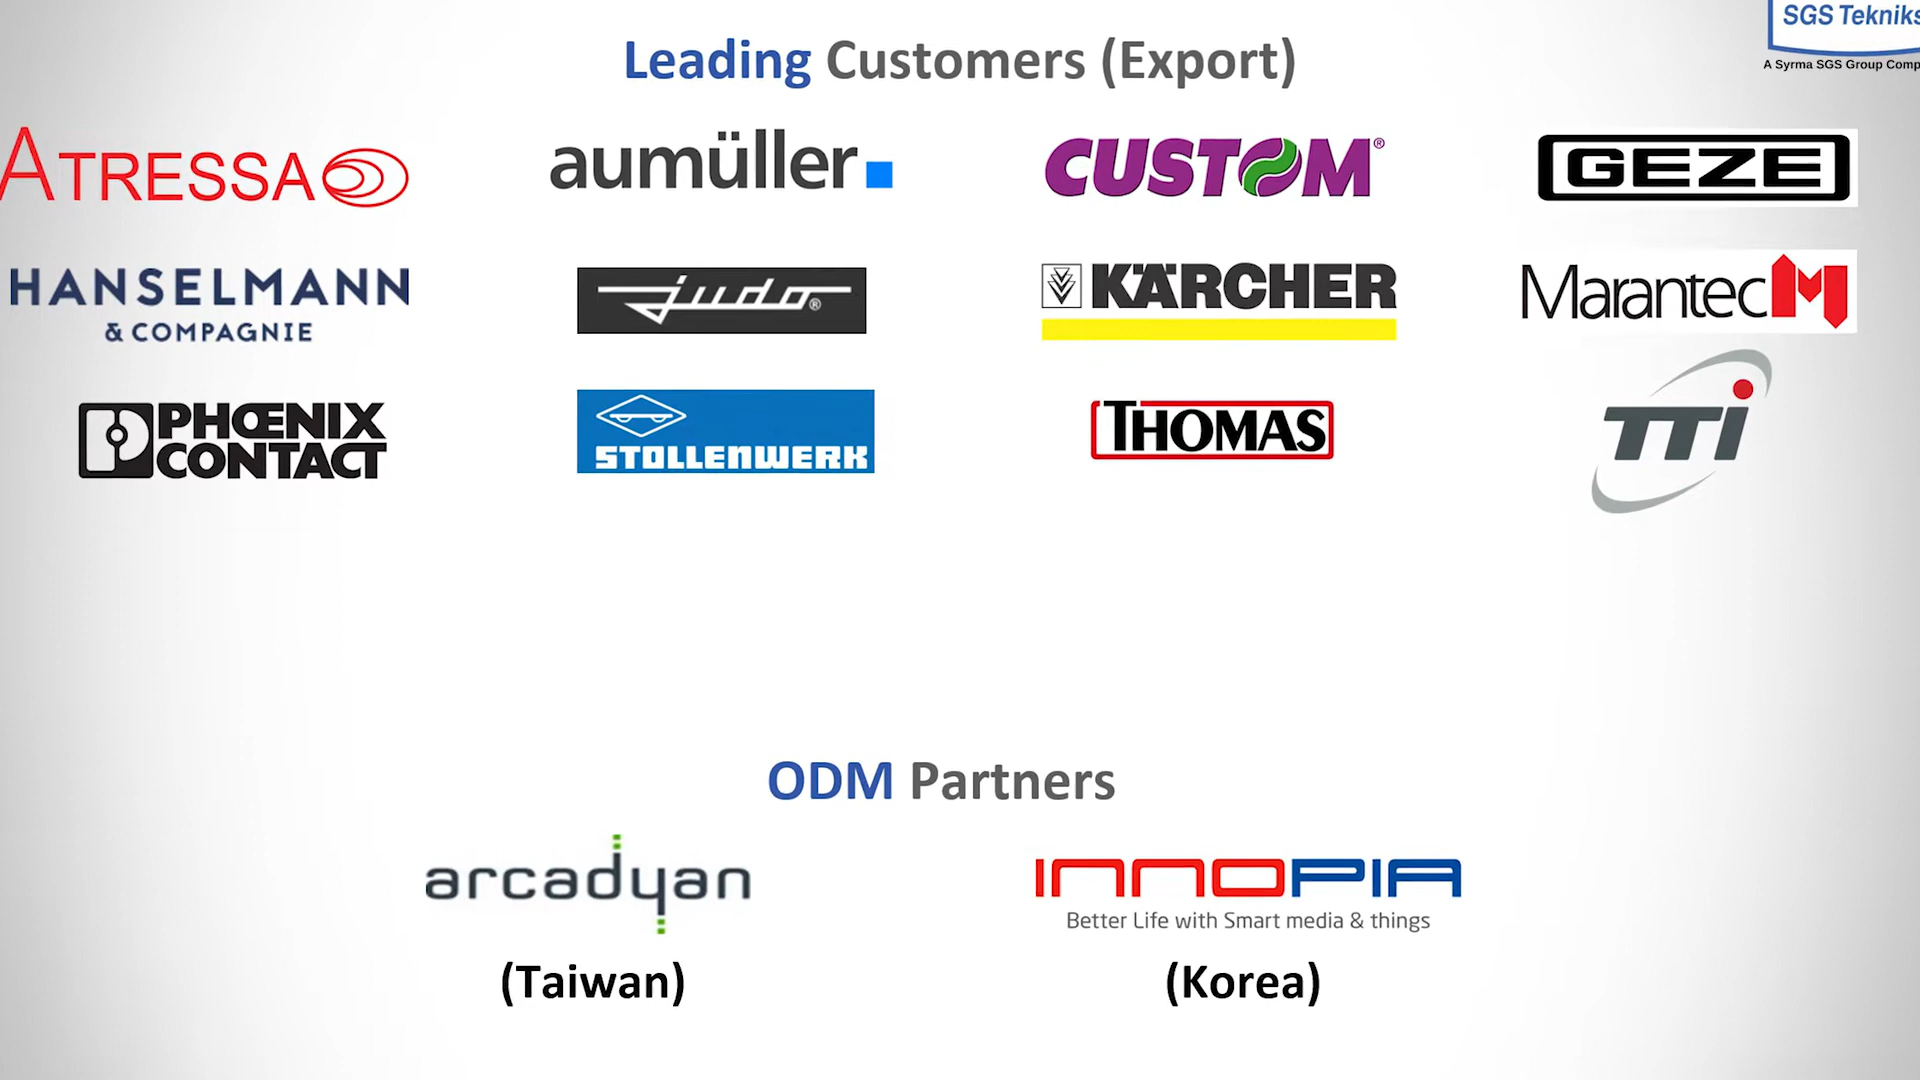 SGS Tekniks
A Syrma SGS Group Comp
Leading Customers (Export)
ATRESSA
aumüller
CUSTOM®
GEZE
HANSELMANN
& COMPAGNIE
judo®
KÄRCHER
Marantec
PHŒNIX
CONTACT
STOLLENWERK
THOMAS
TTi
ODM Partners
arcadyan
INNOPIA
Better Life with Smart media & things
(Taiwan)
(Korea)